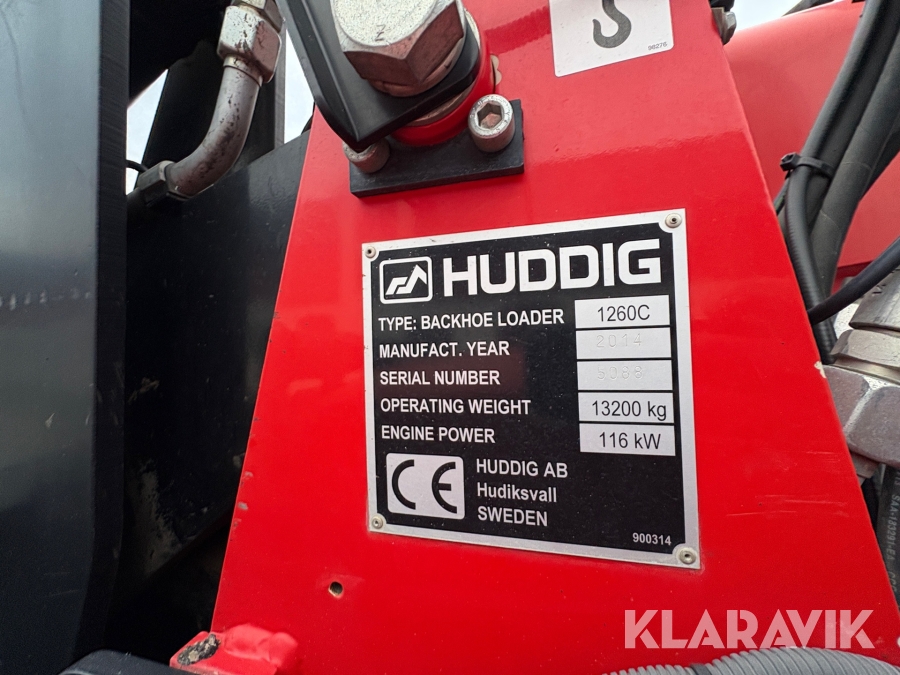 96276
HUDDIG
TYPE: BACKHOE LOADER 1260C
MANUFACT. YEAR 2014
SERIAL NUMBER
OPERATING WEIGHT 13200 kg
ENGINE POWER 116 kW
CE
HUDDIG AB
Hudiksvall
SWEDEN
900314
KLARAVIK